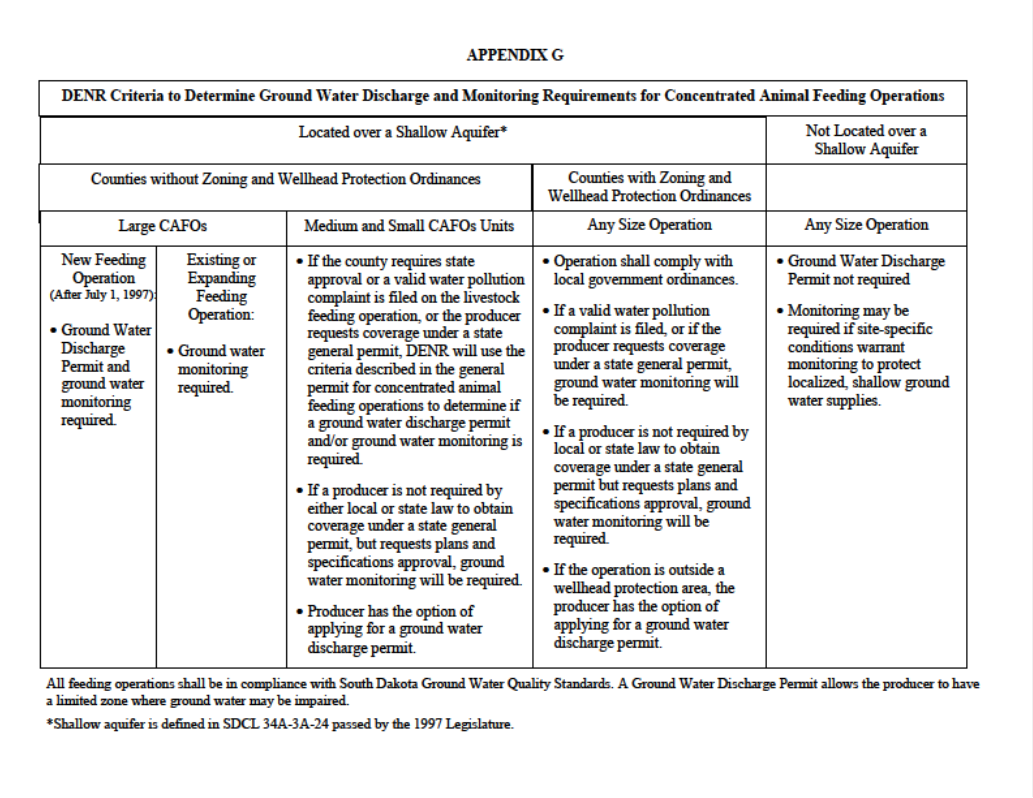 APPENDIX G
DENR Criteria to Determine Ground Water Discharge and Monitoring Requirements for Concentrated Animal Feeding Operations
Located over a Shallow Aquifer*
Not Located over a
Shallow Aquifer
Counties without Zoning and Wellhead Protection Ordinances
Counties with Zoning and
Wellhead Protection Ordinances
Large CAFOs
Medium and Small CAFOs Units
Any Size Operation
Any Size Operation
New Feeding
Operation
(After July 1, 1997):
• Ground Water
Discharge
Permit and
ground water
monitoring
required.
Existing or
Expanding
Feeding
Operation:
• Ground water
monitoring
required.
• If the county requires state
approval or a valid water pollution
complaint is filed on the livestock
feeding operation, or the producer
requests coverage under a state
general permit, DENR will use the
criteria described in the general
permit for concentrated animal
feeding operations to determine if
a ground water discharge permit
and/or ground water monitoring is
required.
• If a producer is not required by
either local or state law to obtain
coverage under a state general
permit, but requests plans and
specifications approval, ground
water monitoring will be required.
• Producer has the option of
applying for a ground water
discharge permit.
• Operation shall comply with
local government ordinances.
• If a valid water pollution
complaint is filed, or if the
producer requests coverage
under a state general permit,
ground water monitoring will
be required.
• If a producer is not required by
local or state law to obtain
coverage under a state general
permit but requests plans and
specifications approval, ground
water monitoring will be
required.
• If the operation is outside a
wellhead protection area, the
producer has the option of
applying for a ground water
discharge permit.
• Ground Water Discharge
Permit not required
• Monitoring may be
required if site-specific
conditions warrant
monitoring to protect
localized, shallow ground
water supplies.
All feeding operations shall be in compliance with South Dakota Ground Water Quality Standards. A Ground Water Discharge Permit allows the producer to have
a limited zone where ground water may be impaired.
*Shallow aquifer is defined in SDCL 34A-3A-24 passed by the 1997 Legislature.